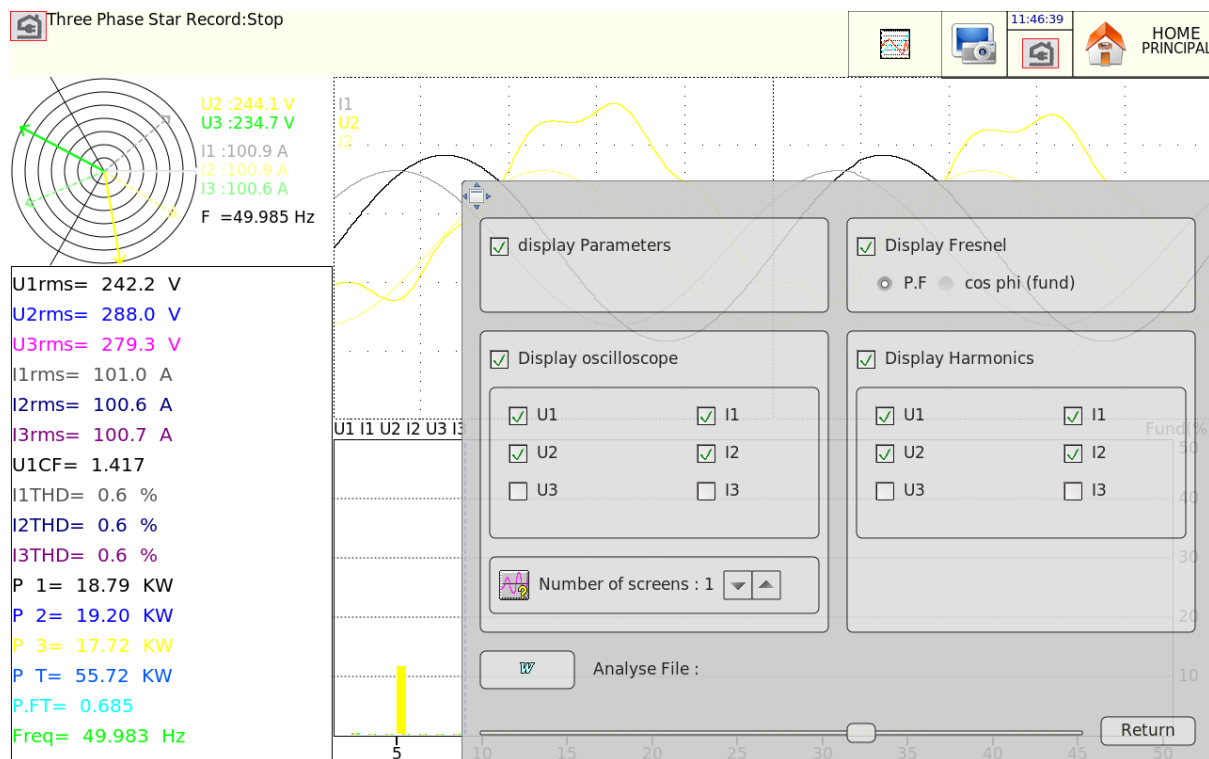 Three Phase Star Record:Stop
11:46:39
HOME
PRINCIPAL
U2 :244.1 V
U3 :234.7 V
I1 :100.9 A
I2 :100.9 A
I3 :100.6 A
F =49.985 Hz
I1
U2
I2
U1rms= 242.2 V
U2rms= 288.0 V
U3rms= 279.3 V
I1rms= 101.0 A
I2rms= 100.6 A
I3rms= 100.7 A
U1CF= 1.417
I1THD= 0.6 %
I2THD= 0.6 %
I3THD= 0.6 %
P 1= 18.79 KW
P 2= 19.20 KW
P 3= 17.72 KW
P T= 55.72 KW
P.FT= 0.685
Freq= 49.983 Hz
display Parameters
Display Fresnel
P.F cos phi (fund)
Display oscilloscope
U1 I1
U2 I2
U3 I3
Display Harmonics
U1 I1
U2 I2
U3 I3
Number of screens : 1
W Analyse File :
Return
U1 I1 U2 I2 U3 I3
Fund(%
50
40
30
20
10
5 10 15 20 25 30 35 40 45 50